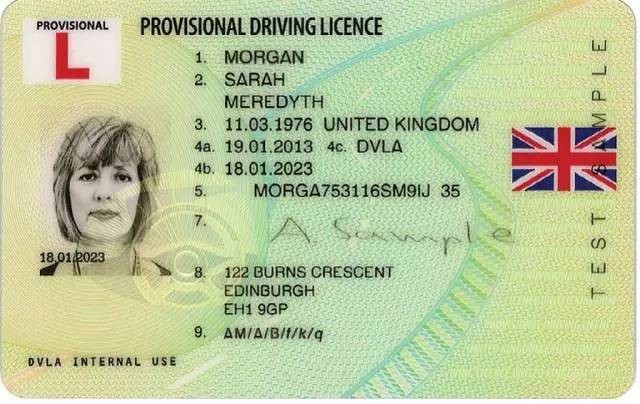 PROVISIONAL
L
PROVISIONAL DRIVING LICENCE
1. MORGAN
2. SARAH
MEREDYTH
3. 11.03.1976 UNITED KINGDOM
4a. 19.01.2013 4c. DVLA
4b. 18.01.2023
5. MORGA753116SM9IJ 35
7. A. Sample
18.01.2023
8. 122 BURNS CRESCENT
EDINBURGH
EH1 9GP
9. AM/A/B/f/k/q
DVLA INTERNAL USE
TEST SAMPLE